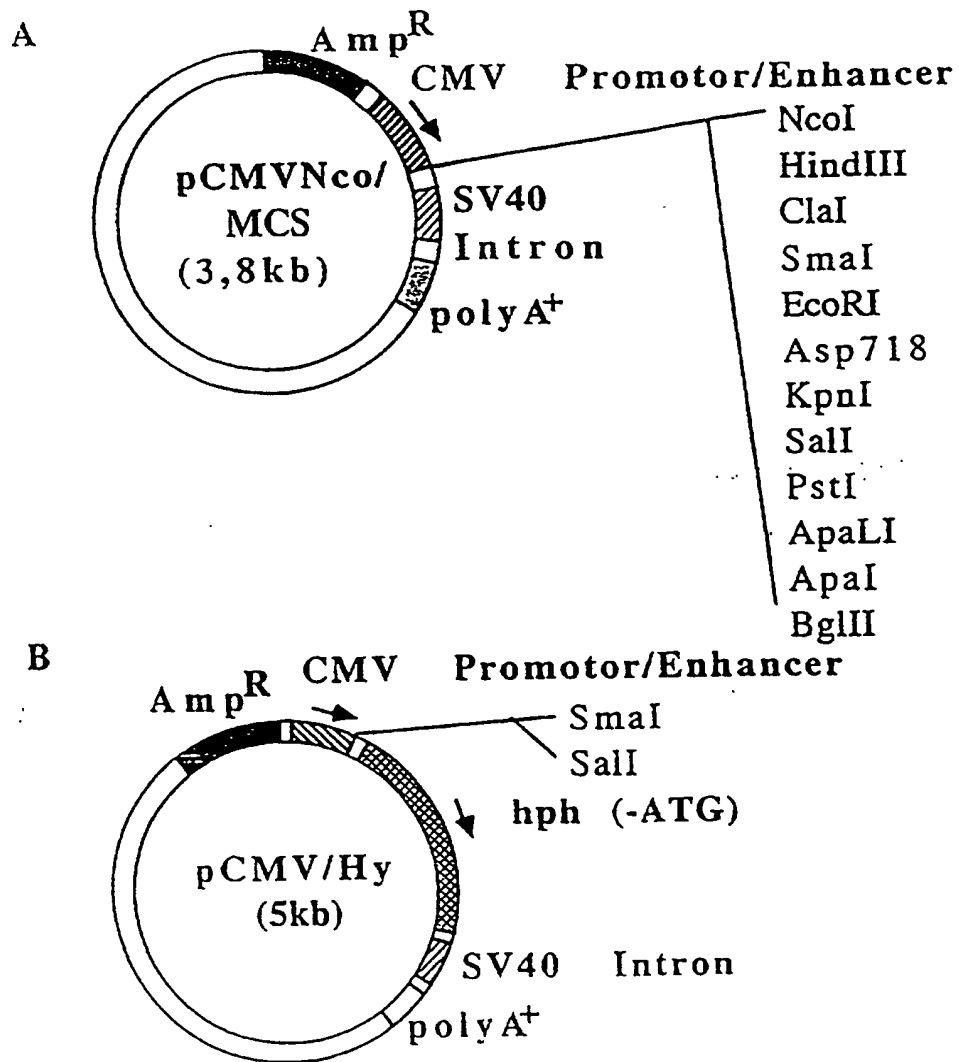 A
AmpR
CMV Promotor/Enhancer
NcoI
HindIII
ClaI
SmaI
EcoRI
Asp718
KpnI
SalI
PstI
ApaLI
ApaI
BglII
pCMVNco/
MCS
(3,8kb)
SV40
Intron
polyA+
B
AmpR
CMV Promotor/Enhancer
SmaI
SalI
hph (-ATG)
pCMV/Hy
(5kb)
SV40 Intron
polyA+